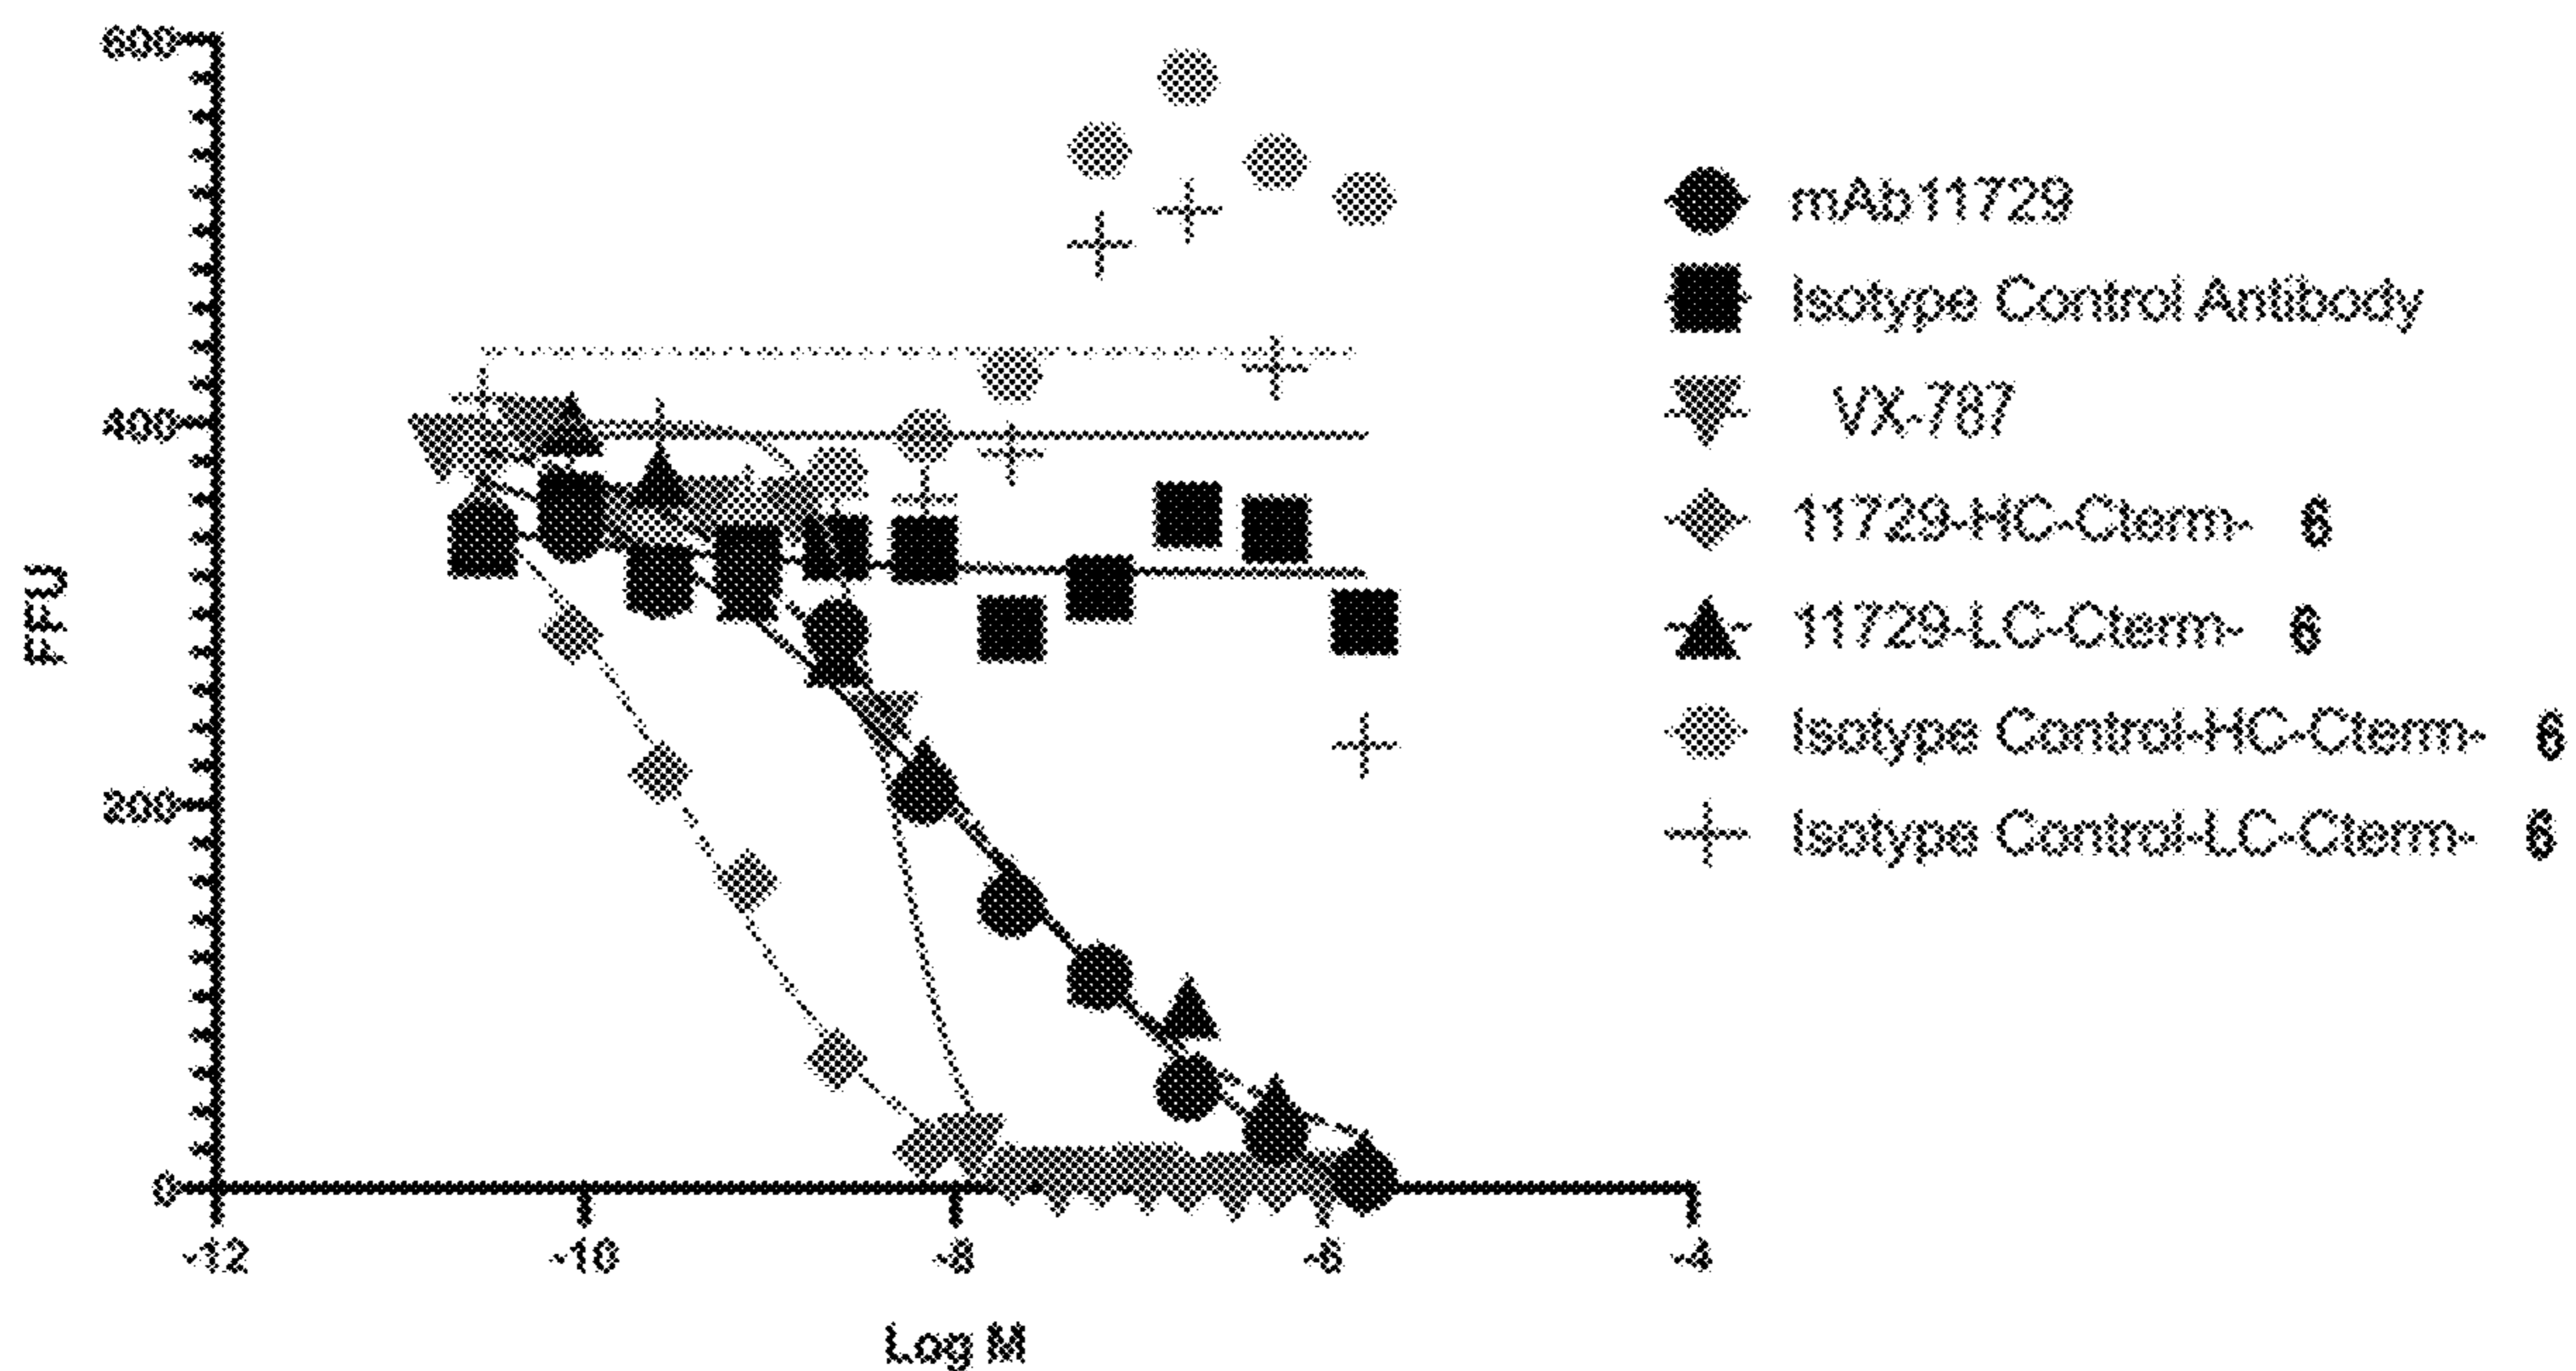 600
400
200
0
-12
-10
-8
-6
-4
FFU
Log M
mAb11729
Isotype Control Antibody
VX-787
11729-HC-Cterm- 6
11729-LC-Cterm- 6
Isotype Control-HC-Cterm- 6
Isotype Control-LC-Cterm- 6